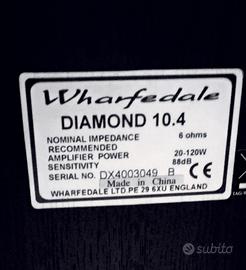 Wharfedale
DIAMOND 10.4
NOMINAL IMPEDANCE 6 ohms
RECOMMENDED
AMPLIFIER POWER 20-120W
SENSITIVITY 88dB
SERIAL NO. DX4003049 B CE
Made in China
WHARFEDALE LTD PE 29 6XU ENGLAND
subito